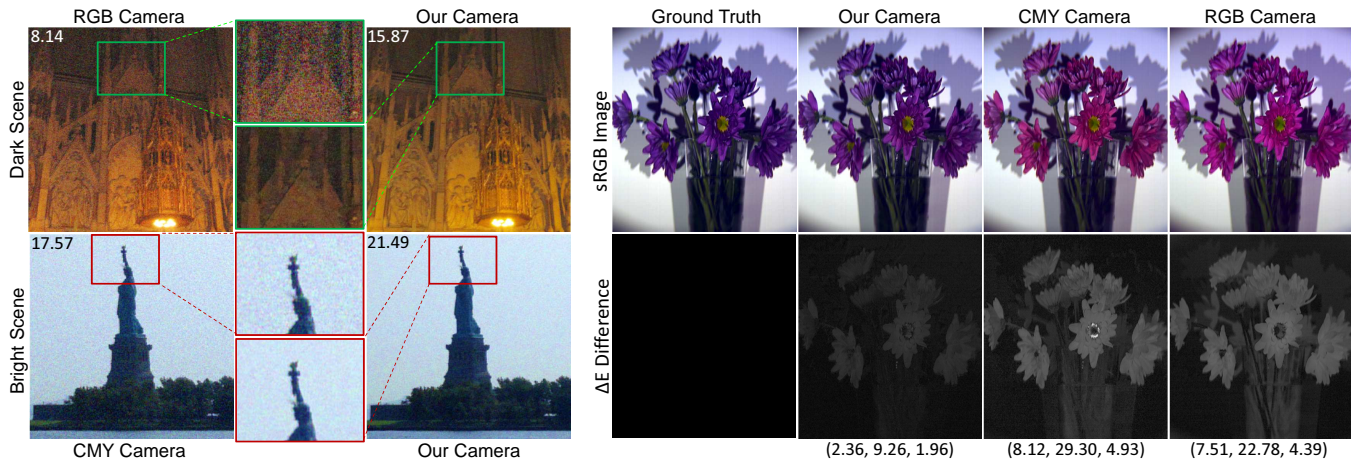 RGB Camera
Our Camera
8.14
15.87
Dark Scene
17.57
21.49
Bright Scene
CMY Camera
Our Camera
Ground Truth
Our Camera
CMY Camera
RGB Camera
sRGB Image
ΔE Difference
(2.36, 9.26, 1.96)
(8.12, 29.30, 4.93)
(7.51, 22.78, 4.39)